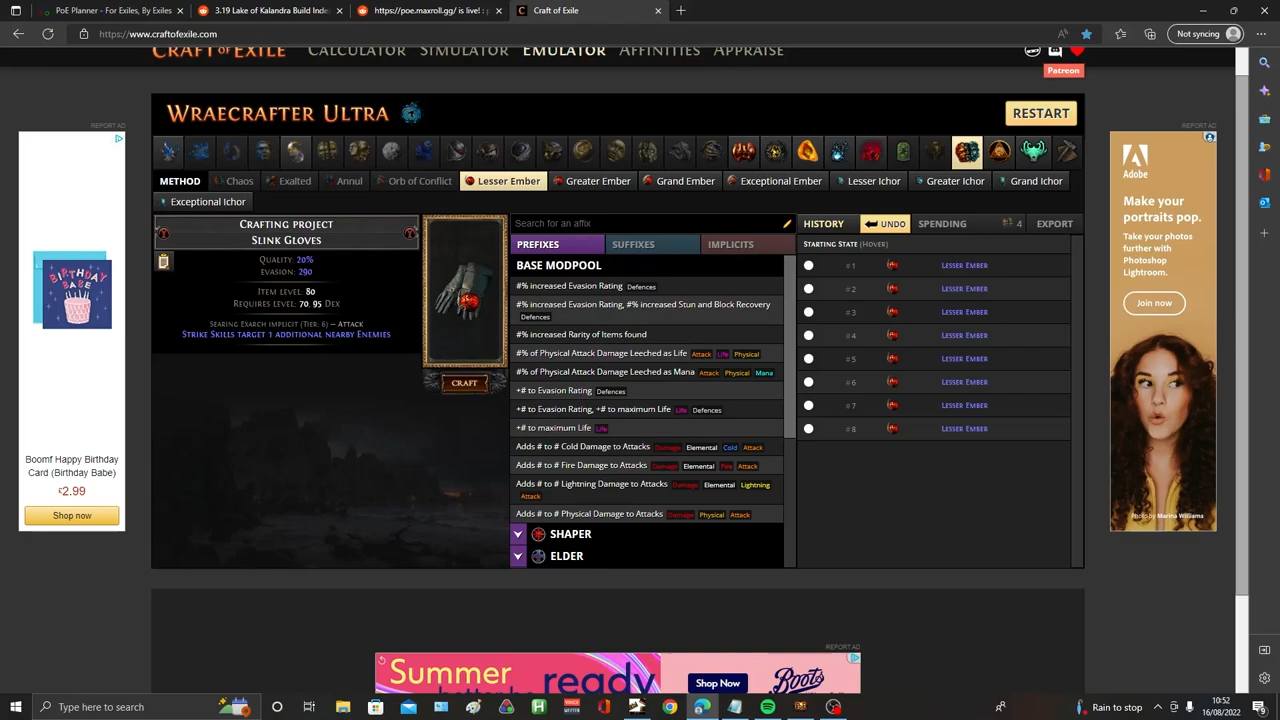 PoE Planner - For Exiles, By Exiles
3.19 Lake of Kalandra Build Inde
https://poe.maxroll.gg/ is live! : p
Craft of Exile
https://www.craftofexile.com
Not syncing
CRAFT OF EXILE
CALCULATOR
SIMULATOR
EMULATOR
AFFINITIES
APPRAISE
Patreon
WRAECRAFTER ULTRA
RESTART
METHOD
Chaos
Exalted
Annul
Orb of Conflict
Lesser Ember
Greater Ember
Grand Ember
Exceptional Ember
Lesser Ichor
Greater Ichor
Grand Ichor
Exceptional Ichor
CRAFTING PROJECT
SLINK GLOVES
QUALITY: 20%
EVASION: 290
ITEM LEVEL: 80
REQUIRES LEVEL: 70, 95 DEX
SEARING EXARCH IMPLICIT (TIER: 6) — ATTACK
STRIKE SKILLS TARGET 1 ADDITIONAL NEARBY ENEMIES
CRAFT
Search for an affix
PREFIXES
SUFFIXES
IMPLICITS
BASE MODPOOL
#% increased Evasion Rating Defences
#% increased Evasion Rating, #% increased Stun and Block Recovery
Defences
#% increased Rarity of Items found
#% of Physical Attack Damage Leeched as Life Attack Life Physical
#% of Physical Attack Damage Leeched as Mana Attack Physical Mana
+# to Evasion Rating Defences
+# to Evasion Rating, +# to maximum Life Life Defences
+# to maximum Life Life
Adds # to # Cold Damage to Attacks Damage Elemental Cold Attack
Adds # to # Fire Damage to Attacks Damage Elemental Fire Attack
Adds # to # Lightning Damage to Attacks Damage Elemental Lightning
Attack
Adds # to # Physical Damage to Attacks Damage Physical Attack
SHAPER
ELDER
HISTORY
UNDO
SPENDING
4
EXPORT
STARTING STATE (HOVER)
#1 LESSER EMBER
#2 LESSER EMBER
#3 LESSER EMBER
#4 LESSER EMBER
#5 LESSER EMBER
#6 LESSER EMBER
#7 LESSER EMBER
#8 LESSER EMBER
REPORT AD
BIRTHDAY
BABE
Boomf Happy Birthday
Card (Birthday Babe)
£2.99
Shop now
REPORT AD
Adobe
Make your
portraits pop.
Take your photos
further with
Photoshop
Lightroom.
Join now
Photo by Marina Williams
REPORT AD
Summer
ready
Shop Now
Boots
Type here to search
Rain to stop
10:52
16/08/2022